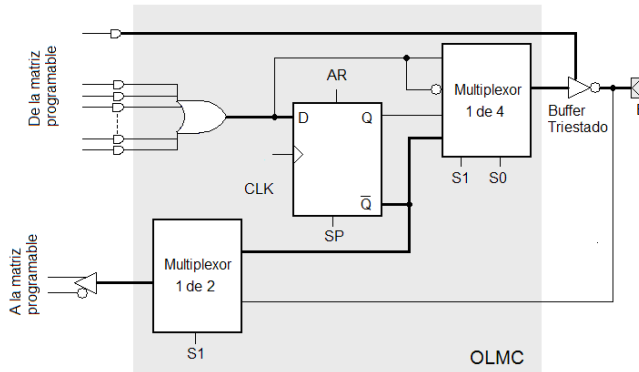 De la matriz
programable
AR
D
Q
CLK
Q
SP
Multiplexor
1 de 4
S1
S0
Buffer
Triestado
E
A la matriz
programable
Multiplexor
1 de 2
S1
OLMC